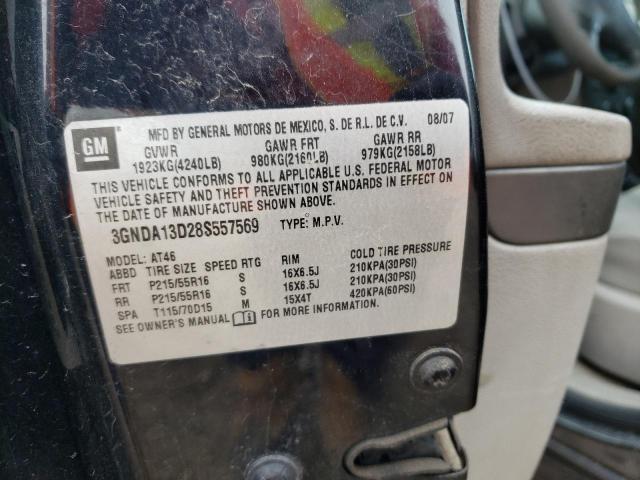 GM
MFD BY GENERAL MOTORS DE MEXICO, S. DE R.L. DE C.V. 08/07
GVWR GAWR FRT GAWR RR
1923KG(4240LB) 980KG(2160LB) 979KG(2158LB)
THIS VEHICLE CONFORMS TO ALL APPLICABLE U.S. FEDERAL MOTOR
VEHICLE SAFETY AND THEFT PREVENTION STANDARDS IN EFFECT ON
THE DATE OF MANUFACTURE SHOWN ABOVE.
3GNDA13D28S557569 TYPE: M.P.V.
MODEL: AT46
ABBD TIRE SIZE SPEED RTG RIM COLD TIRE PRESSURE
FRT P215/55R16 S 16X6.5J 210KPA(30PSI)
RR P215/55R16 S 16X6.5J 210KPA(30PSI)
SPA T115/70D15 M 15X4T 420KPA(60PSI)
SEE OWNER'S MANUAL i FOR MORE INFORMATION.